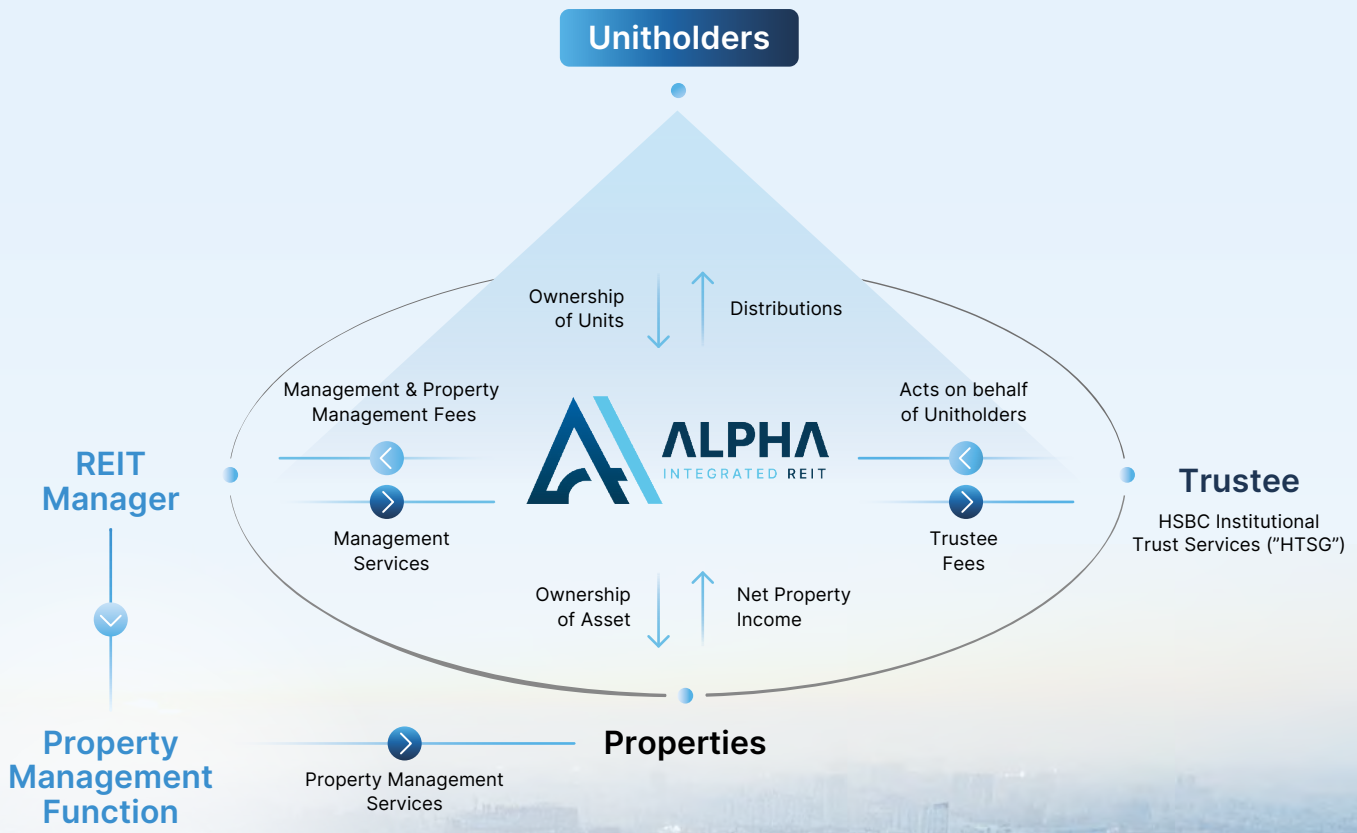 Unitholders
Ownership
of Units
Distributions
Management & Property
Management Fees
Acts on behalf
of Unitholders
ALPHA
INTEGRATED REIT
REIT
Manager
Trustee
HSBC Institutional
Trust Services (”HTSG”)
Management
Services
Trustee
Fees
Ownership
of Asset
Net Property
Income
Property
Management
Function
Property Management
Services
Properties